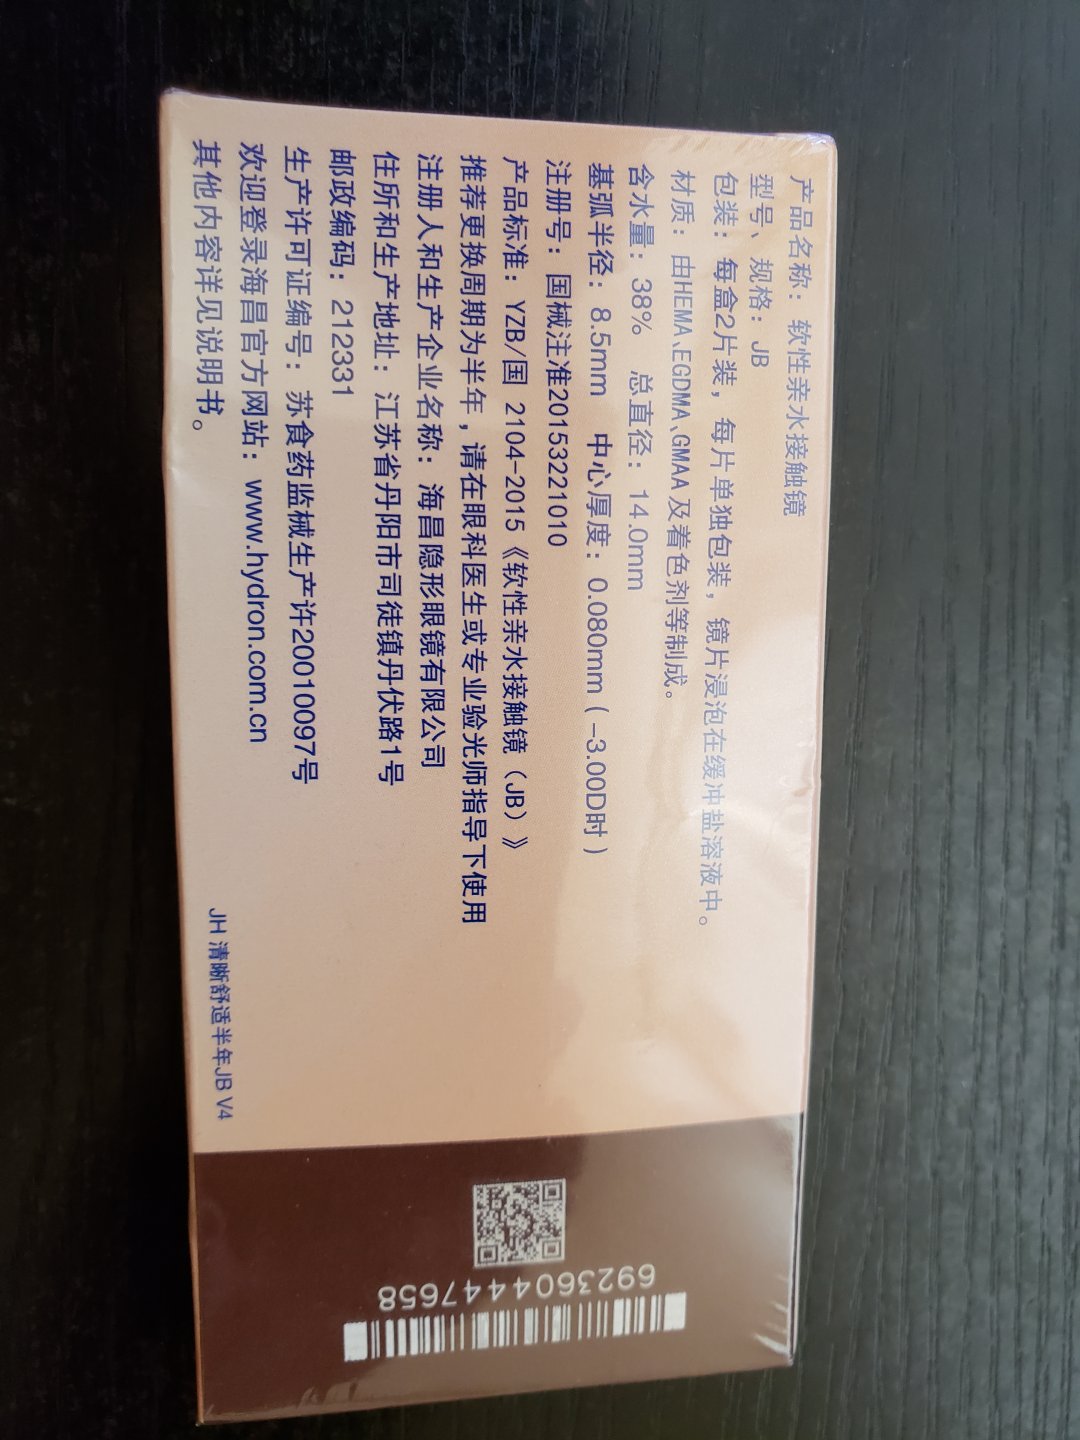 产品名称：软性亲水接触镜
型号、规格：JB
包装：每盒2片装，每片单独包装，镜片浸泡在缓冲盐溶液中。
材质：由HEMA、EGDMA、GMAA及着色剂等制成。
含水量：38%　总直径：14.0mm
基弧半径：8.5mm　中心厚度：0.080mm（-3.00D时）
注册号：国械注准20153221010
产品标准：YZB/国 2104-2015《软性亲水接触镜（JB）》
推荐更换周期为半年，请在眼科医生或专业验光师指导下使用
注册人和生产企业名称：海昌隐形眼镜有限公司
住所和生产地址：江苏省丹阳市司徒镇丹伏路1号
邮政编码：212331
生产许可证编号：苏食药监械生产许20010097号
欢迎登录海昌官方网站：www.hydron.com.cn
其他内容详见说明书。
JH 清晰舒适半年JB V4
6923604447658